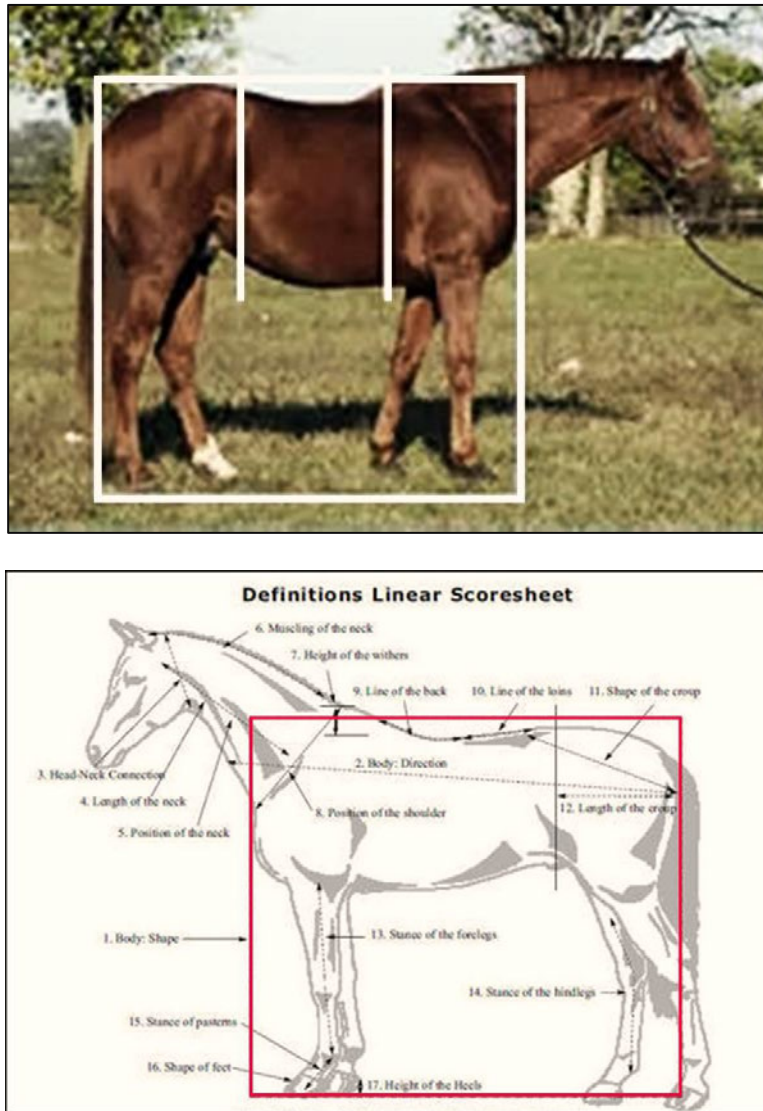 Definitions Linear Scoresheet
6. Muscling of the neck
7. Height of the withers
9. Line of the back
10. Line of the loins
11. Shape of the croup
2. Body: Direction
3. Head-Neck Connection
4. Length of the neck
12. Length of the croup
8. Position of the shoulder
5. Position of the neck
1. Body: Shape
13. Stance of the forelegs
14. Stance of the hindlegs
15. Stance of pasterns
16. Shape of feet
17. Height of the Heels